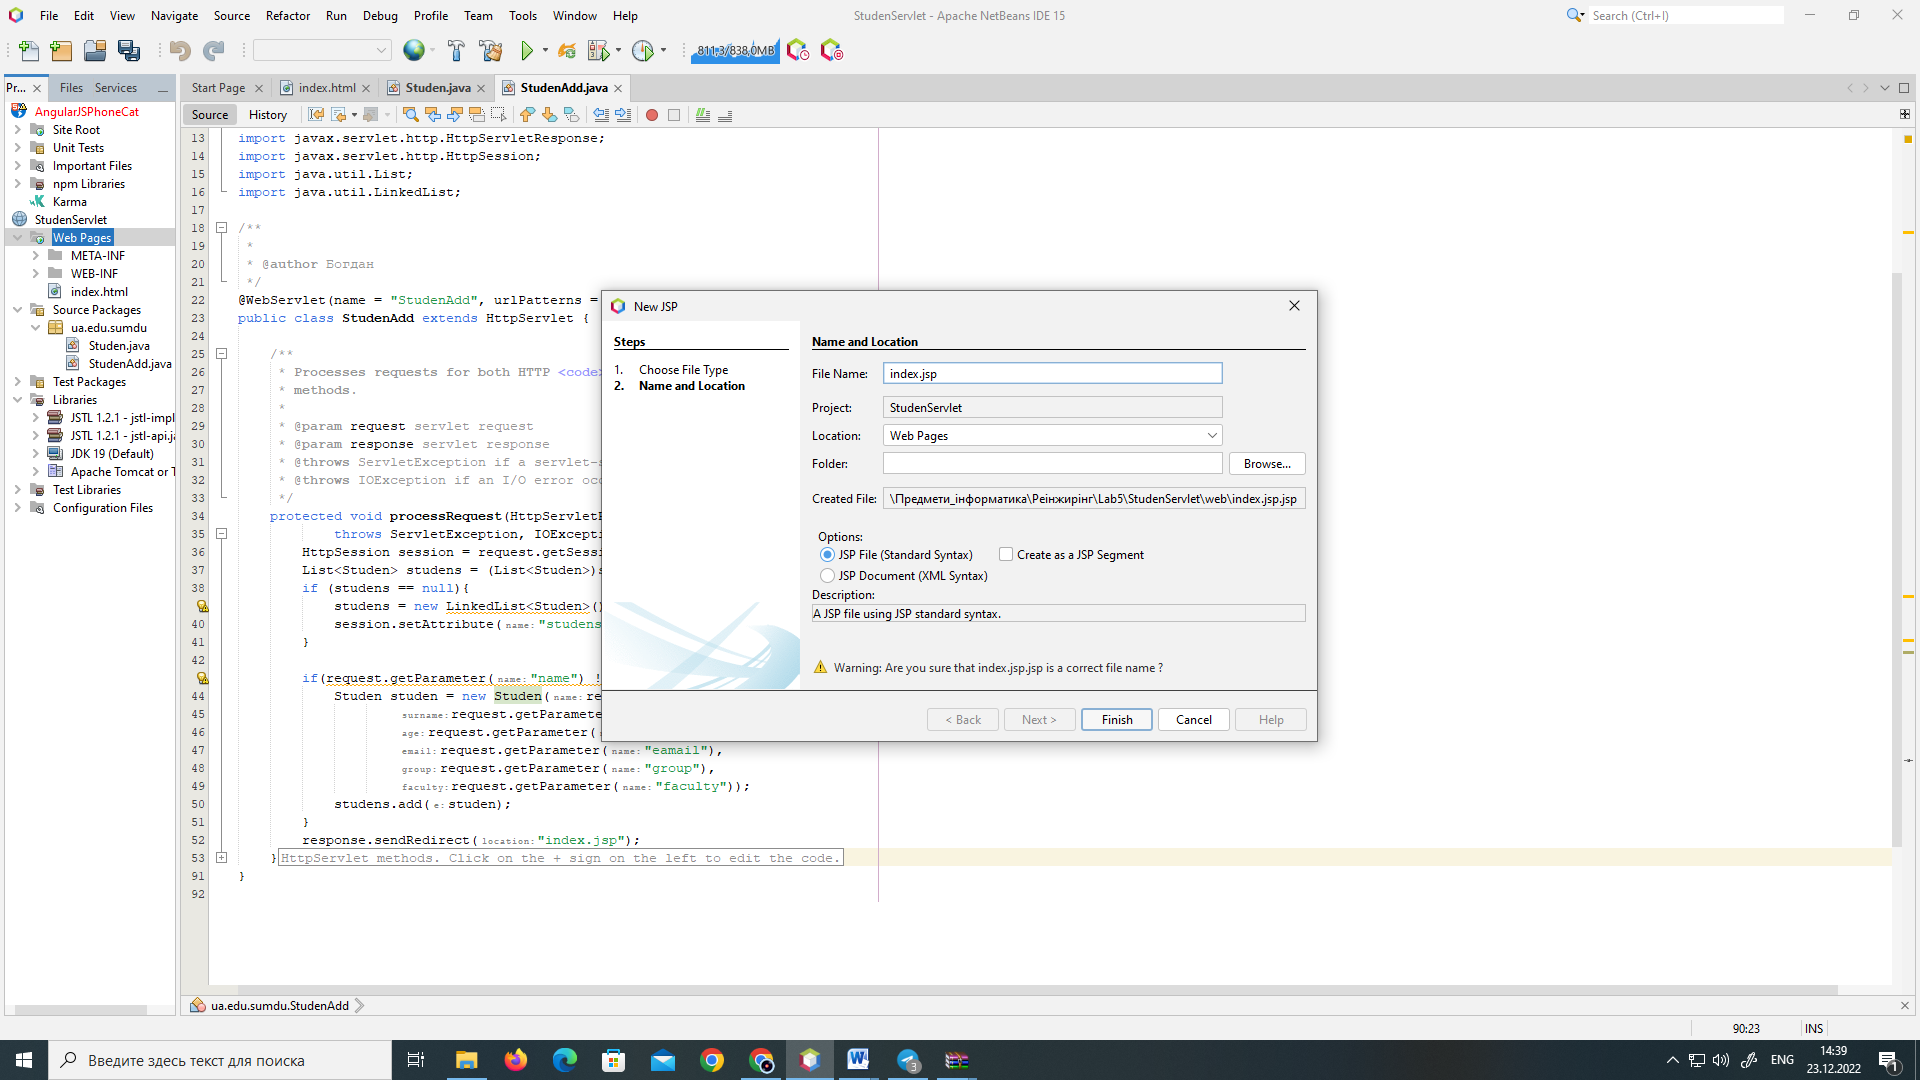 File Edit View Navigate Source Refactor Run Debug Profile Team Tools Window Help
StudenServlet - Apache NetBeans IDE 15
Search (Ctrl+I)
811,3/838,0MB
Pr...
Files
Services
Start Page
index.html
Studen.java
StudenAdd.java
Source
History
AngularJSPhoneCat
Site Root
Unit Tests
Important Files
npm Libraries
Karma
StudenServlet
Web Pages
META-INF
WEB-INF
index.html
Source Packages
ua.edu.sumdu
Studen.java
StudenAdd.java
Test Packages
Libraries
JSTL 1.2.1 - jstl-impl
JSTL 1.2.1 - jstl-api.ja
JDK 19 (Default)
Apache Tomcat or T
Test Libraries
Configuration Files
13 import javax.servlet.http.HttpServletResponse;
14 import javax.servlet.http.HttpSession;
15 import java.util.List;
16 import java.util.LinkedList;
17
18 /**
19 *
20 * @author Богдан
21 */
22 @WebServlet(name = "StudenAdd", urlPatterns =
23 public class StudenAdd extends HttpServlet {
24
25 /**
26 * Processes requests for both HTTP <code>
27 * methods.
28 *
29 * @param request servlet request
30 * @param response servlet response
31 * @throws ServletException if a servlet-s
32 * @throws IOException if an I/O error occ
33 */
34 protected void processRequest(HttpServletR
35 throws ServletException, IOExcepti
36 HttpSession session = request.getSessi
37 List<Studen> studens = (List<Studen>)s
38 if (studens == null){
studens = new LinkedList<Studen>()
40 session.setAttribute( name: "studens
41 }
42
if(request.getParameter( name: "name") !
44 Studen studen = new Studen( name: re
45 surname: request.getParamete
46 age: request.getParameter(
47 email: request.getParameter( name: "eamail"),
48 group: request.getParameter( name: "group"),
49 faculty: request.getParameter( name: "faculty"));
50 studens.add( e: studen);
51 }
52 response.sendRedirect( location: "index.jsp");
53 } HttpServlet methods. Click on the + sign on the left to edit the code.
91 }
92
New JSP
Steps
1. Choose File Type
2. Name and Location
Name and Location
File Name: index.jsp
Project: StudenServlet
Location: Web Pages
Folder:
Browse...
Created File: \Предмети_інформатика\Реінжирінг\Lab5\StudenServlet\web\index.jsp.jsp
Options:
JSP File (Standard Syntax)
Create as a JSP Segment
JSP Document (XML Syntax)
Description:
A JSP file using JSP standard syntax.
Warning: Are you sure that index.jsp.jsp is a correct file name ?
< Back
Next >
Finish
Cancel
Help
ua.edu.sumdu.StudenAdd
90:23
INS
Введите здесь текст для поиска
3
ENG
14:39
23.12.2022
1